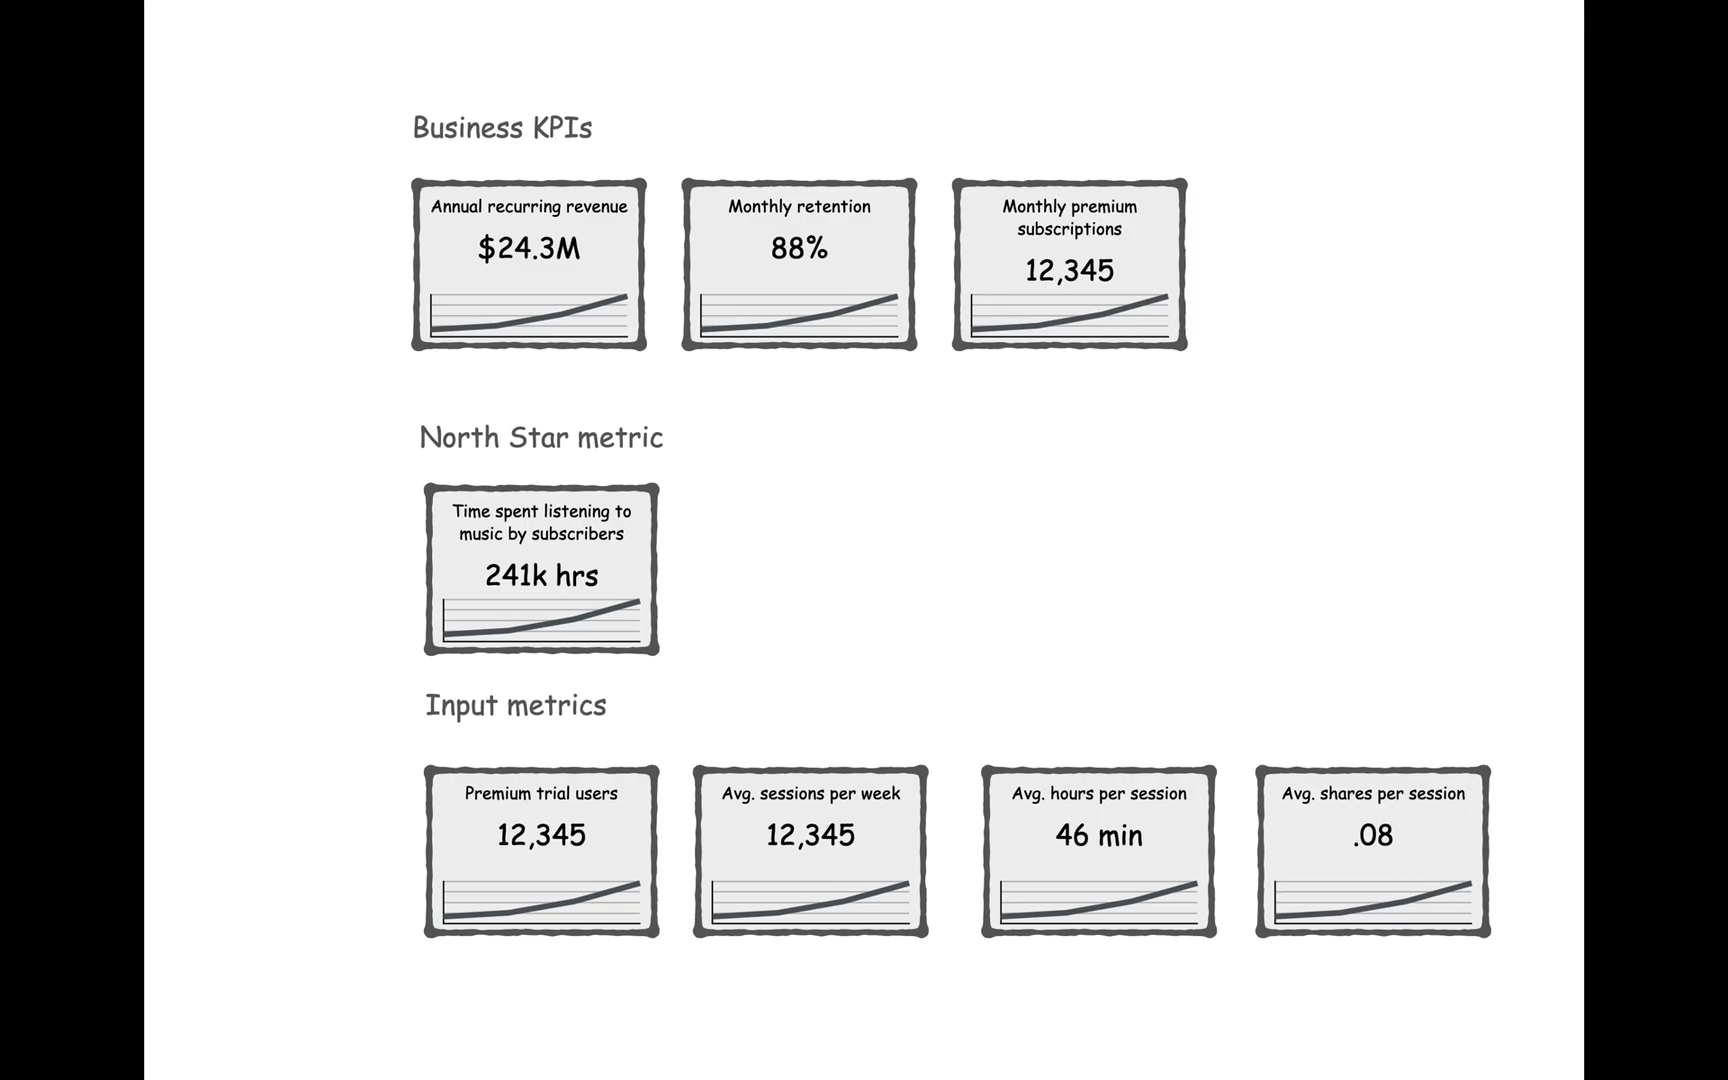 Business KPIs
Annual recurring revenue
$24.3M
Monthly retention
88%
Monthly premium
subscriptions
12,345
North Star metric
Time spent listening to
music by subscribers
241k hrs
Input metrics
Premium trial users
12,345
Avg. sessions per week
12,345
Avg. hours per session
46 min
Avg. shares per session
.08